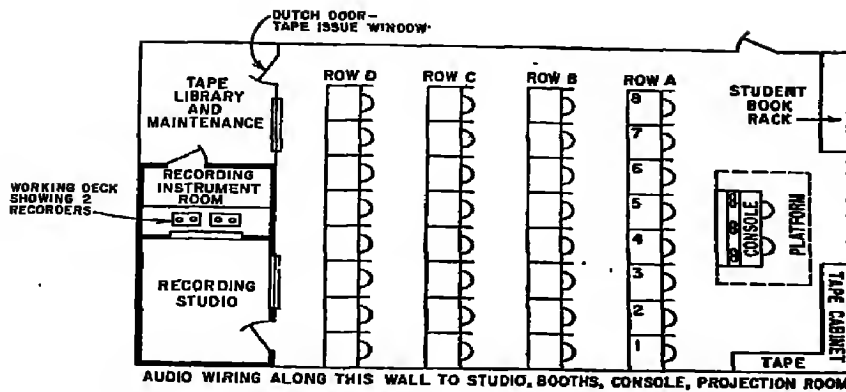 DUTCH DOOR–
TAPE ISSUE WINDOW
TAPE
LIBRARY
AND
MAINTENANCE
ROW D
ROW C
ROW B
ROW A
STUDENT
BOOK
RACK
8
7
6
5
4
3
2
1
RECORDING
INSTRUMENT
ROOM
WORKING DECK
SHOWING 2
RECORDERS
RECORDING
STUDIO
CONSOLE
PLATFORM
TAPE CABINET
TAPE
AUDIO WIRING ALONG THIS WALL TO STUDIO, BOOTHS, CONSOLE, PROJECTION ROOM